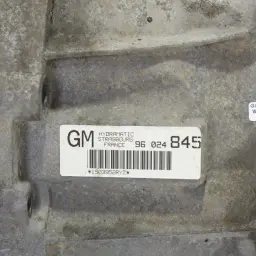 GM HYDRAMATIC
STRASBOURG
FRANCE 96 024 845